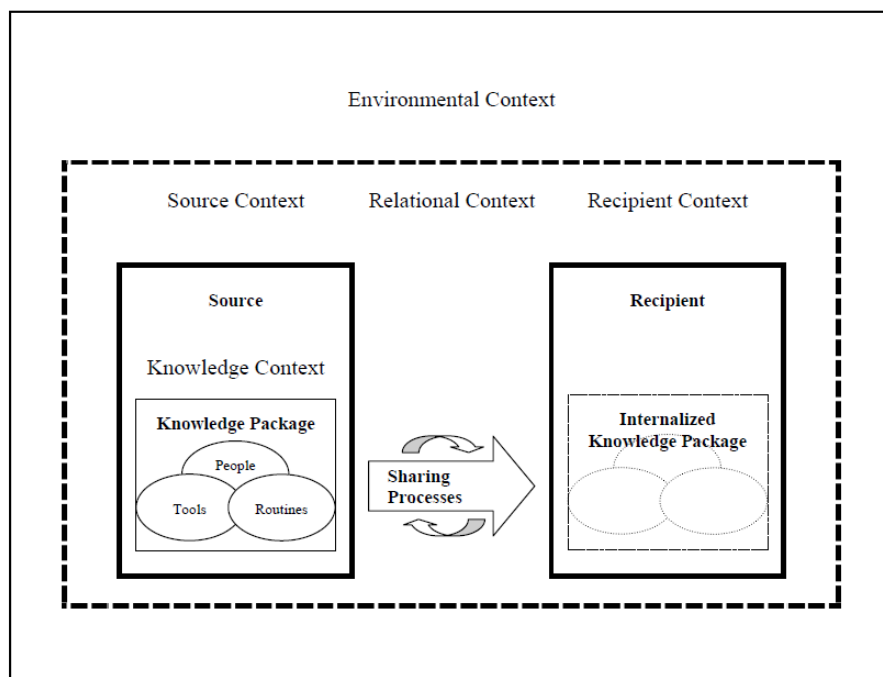 Environmental Context
Source Context
Relational Context
Recipient Context
Source
Recipient
Knowledge Context
Knowledge Package
People
Tools
Routines
Sharing
Processes
Internalized
Knowledge Package